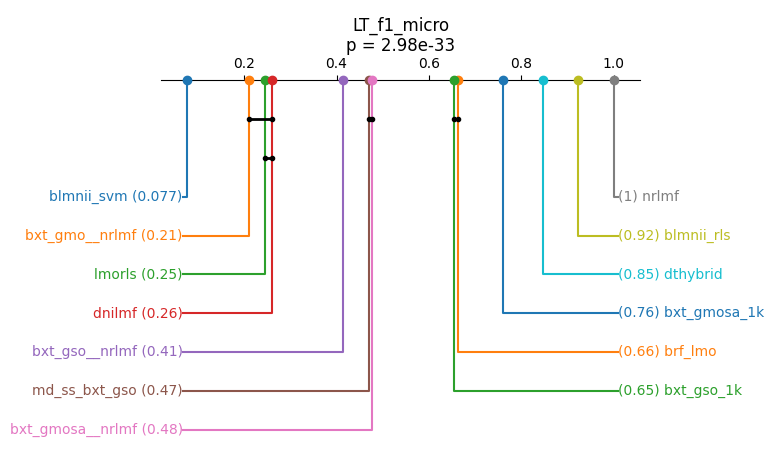 LT_f1_micro
p = 2.98e-33
0.2 0.4 0.6 0.8 1.0
blmnii_svm (0.077)
(1) nrlmf
bxt_gmo__nrlmf (0.21)
(0.92) blmnii_rls
lmorls (0.25)
(0.85) dthybrid
dnilmf (0.26)
(0.76) bxt_gmosa_1k
bxt_gso__nrlmf (0.41)
(0.66) brf_lmo
md_ss_bxt_gso (0.47)
(0.65) bxt_gso_1k
bxt_gmosa__nrlmf (0.48)